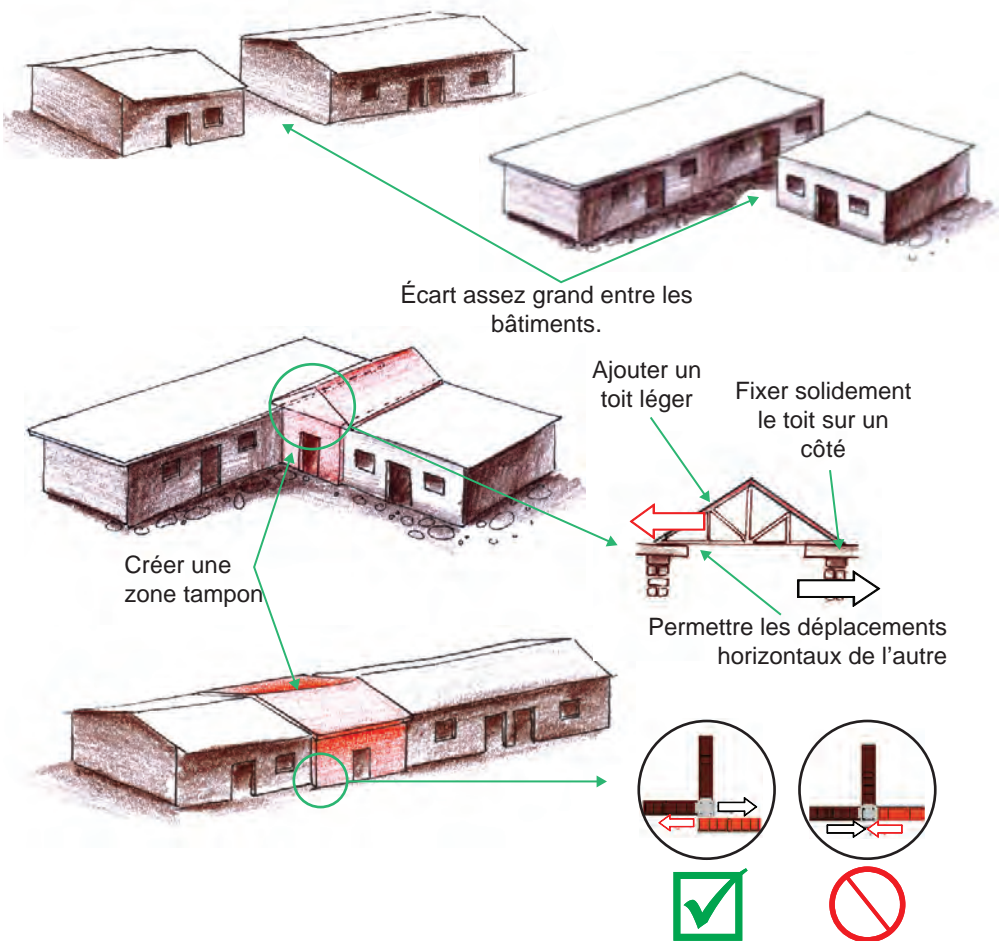 Écart assez grand entre les
bâtiments.
Ajouter un
toit léger
Fixer solidement
le toit sur un
côté
Créer une
zone tampon
Permettre les déplacements
horizontaux de l'autre